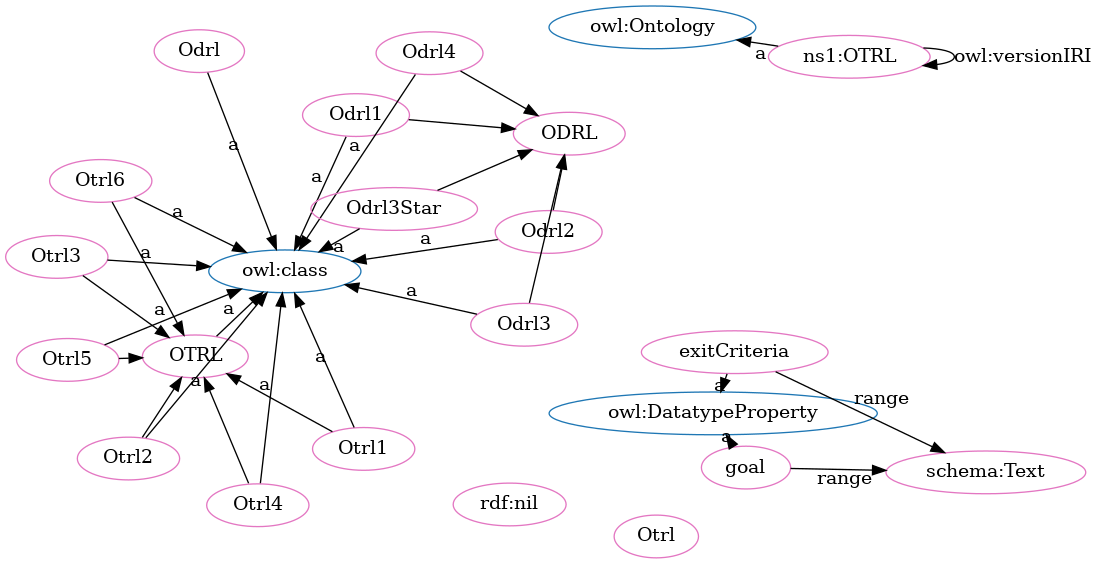 owl:Ontology
Odrl
Odrl4
ns1:OTRL
owl:versionIRI
a
Odrl1
ODRL
a
a
Otrl6
a
Odrl3Star
a
Odrl2
a
a
Otrl3
a
owl:class
a
a
Odrl3
Otrl5
OTRL
a
exitCriteria
a
a
a
range
owl:DatatypeProperty
a
Otrl2
Otrl1
goal
range
schema:Text
Otrl4
rdf:nil
Otrl